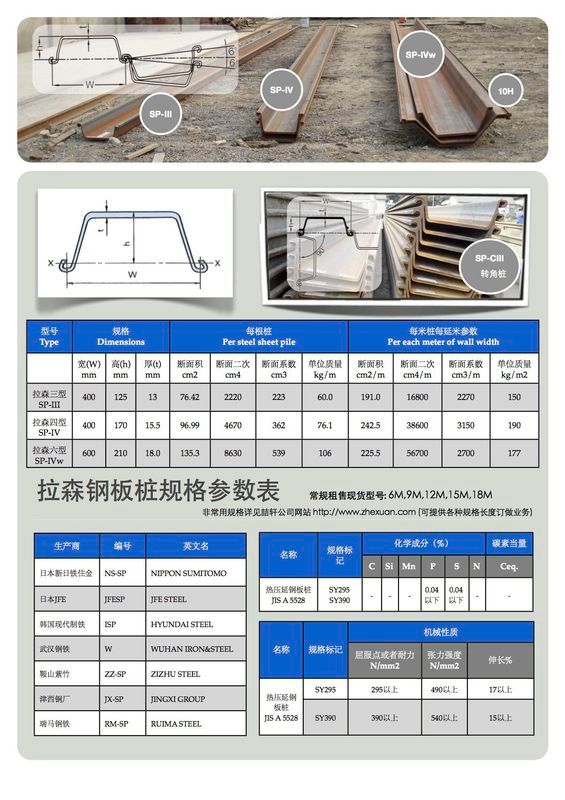 t
h
W
6
6
SP-III
SP-IV
SP-IVw
10H
t
h
X
X
W
SP-CIII
转角桩
型号 规格 每根桩 每米桩每延米参数
Type Dimensions Per steel sheet pile Per each meter of wall width
宽(W) 高(h) 厚(t) 断面积 断面二次 断面系数 单位质量 断面积 断面二次 断面系数 单位质量
mm mm mm cm2 cm4 cm3 kg/m cm2/m cm4/m cm3/m kg/m2
拉森三型 400 125 13 76.42 2220 223 60.0 191.0 16800 2270 150
SP-III
拉森四型 400 170 15.5 96.99 4670 362 76.1 242.5 38600 3150 190
SP-IV
拉森六型 600 210 18.0 135.3 8630 539 106 225.5 56700 2700 177
SP-IVw
拉森钢板桩规格参数表 常规租售现货型号: 6M,9M,12M,15M,18M
非常用规格详见喆轩公司网站 http://www.zhexuan.com (可提供各种规格长度订做业务)
生产商 编号 英文名
日本新日铁住金 NS-SP NIPPON SUMITOMO
日本JFE JFESP JFE STEEL
韩国现代制铁 ISP HYUNDAI STEEL
武汉钢铁 W WUHAN IRON&STEEL
鞍山紫竹 ZZ-SP ZIZHU STEEL
津西钢厂 JX-SP JINGXI GROUP
瑞马钢铁 RM-SP RUIMA STEEL
名称 规格标记 化学成分（%） 碳素当量
C Si Mn P S N Ceq.
热压延钢板桩 SY295 - - - 0.04 0.04 - -
JIS A 5528 SY390 以下 以下
名称 规格标记 机械性质
屈服点或者耐力 张力强度 伸长%
N/mm2 N/mm2
热压延钢 SY295 295以上 490以上 17以上
板桩
JIS A 5528 SY390 390以上 540以上 15以上